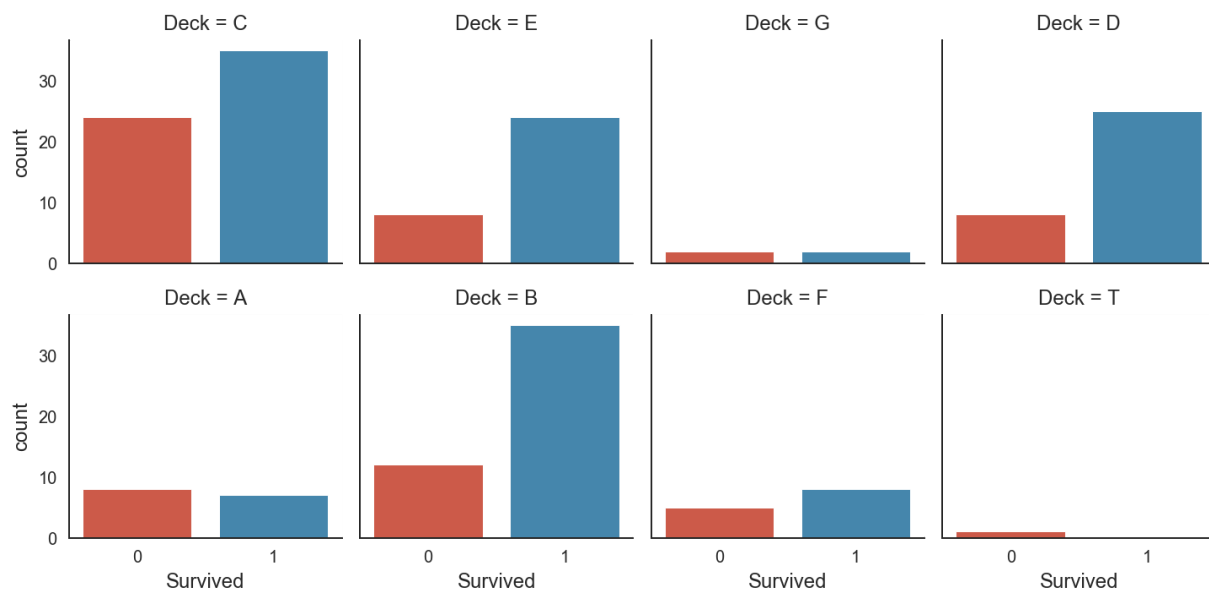 Deck = C Deck = E Deck = G Deck = D
30
20
10
0
count
Deck = A Deck = B Deck = F Deck = T
30
20
10
0
count
0 1 0 1 0 1 0 1
Survived Survived Survived Survived